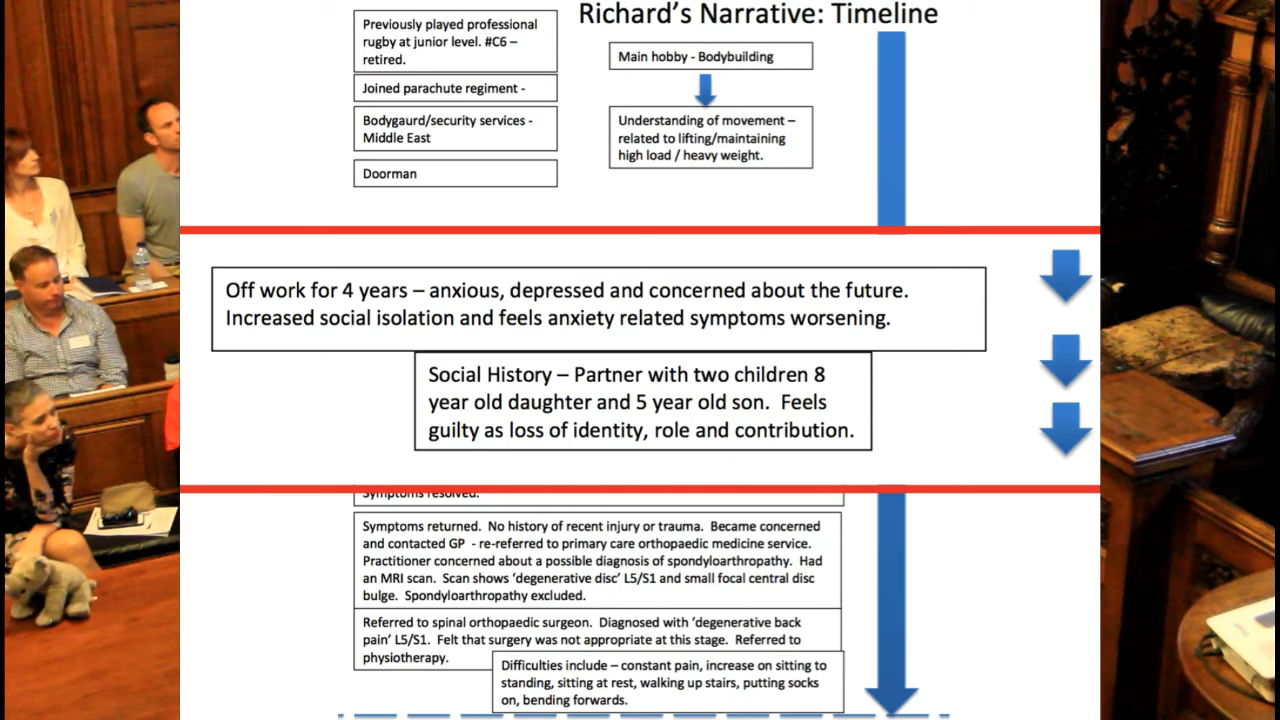 Richard's Narrative: Timeline
Previously played professional
rugby at junior level. #C6 –
retired.
Joined parachute regiment -
Bodygaurd/security services -
Middle East
Doorman
Main hobby - Bodybuilding
Understanding of movement –
related to lifting/maintaining
high load / heavy weight.
Off work for 4 years – anxious, depressed and concerned about the future.
Increased social isolation and feels anxiety related symptoms worsening.
Social History – Partner with two children 8
year old daughter and 5 year old son.  Feels
guilty as loss of identity, role and contribution.
Symptoms resolved.
Symptoms returned.  No history of recent injury or trauma.  Became concerned
and contacted GP  - re-referred to primary care orthopaedic medicine service.
Practitioner concerned about a possible diagnosis of spondyloarthropathy.  Had
an MRI scan.  Scan shows 'degenerative disc' L5/S1 and small focal central disc
bulge.  Spondyloarthropathy excluded.
Referred to spinal orthopaedic surgeon.  Diagnosed with 'degenerative back
pain' L5/S1.  Felt that surgery was not appropriate at this stage.  Referred to
physiotherapy.
Difficulties include – constant pain, increase on sitting to
standing, sitting at rest, walking up stairs, putting socks
on, bending forwards.